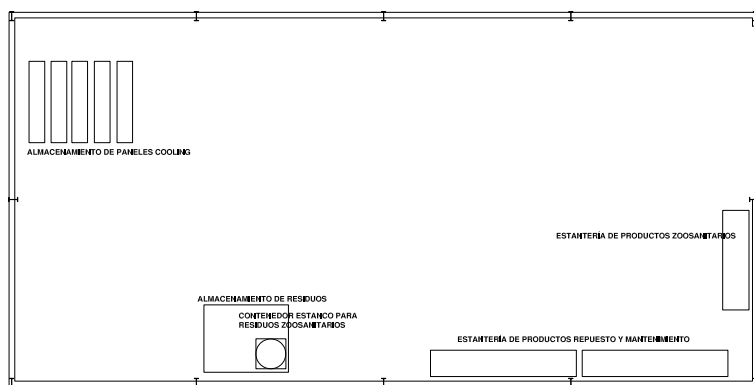 ALMACENAMIENTO DE PANELES COOLING
ESTANTERÍA DE PRODUCTOS ZOOSANITARIOS
ALMACENAMIENTO DE RESIDUOS
CONTENEDOR ESTANCO PARA
RESIDUOS ZOOSANITARIOS
ESTANTERÍA DE PRODUCTOS REPUESTO Y MANTENIMIENTO